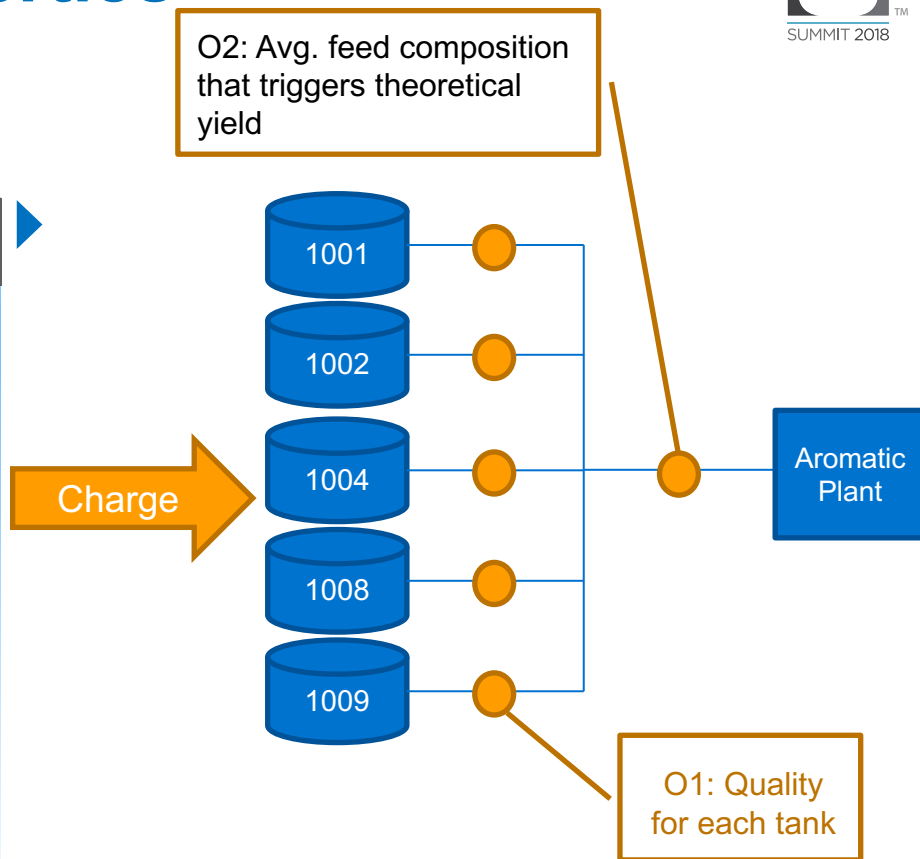 TM
SUMMIT 2018
O2: Avg. feed composition
that triggers theoretical
yield
1001
1002
1004
1008
1009
Charge
Aromatic
Plant
O1: Quality
for each tank